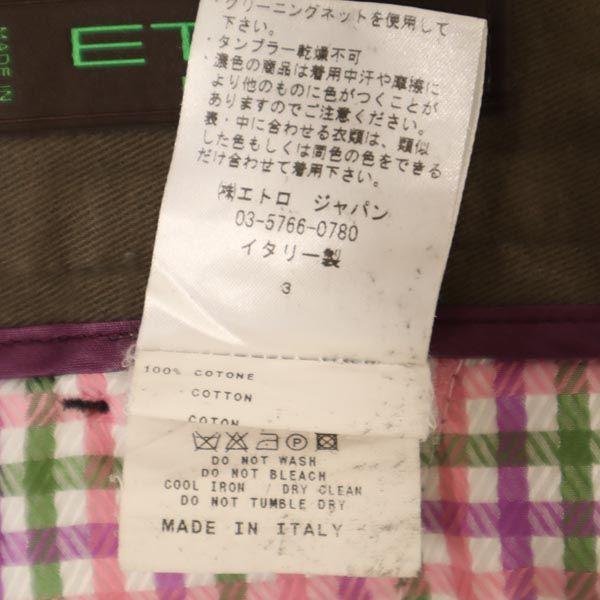 MADE IN
ET
クリーニングネットを使用して
下さい。
・タンブラー乾燥不可
・濃色の商品は着用中汗や摩擦に
より他のものに色がつくことが
ありますのでご注意ください。
表・中に合わせる衣類は、類似
した色もしくは同色の色をできる
だけ合わせて着用下さい。
㈱エトロ ジャパン
03-5766-0780
イタリー製
3
100% COTONE
COTTON
COTON
DO NOT WASH
DO NOT BLEACH
COOL IRON / DRY CLEAN
DO NOT TUMBLE DRY
MADE IN ITALY